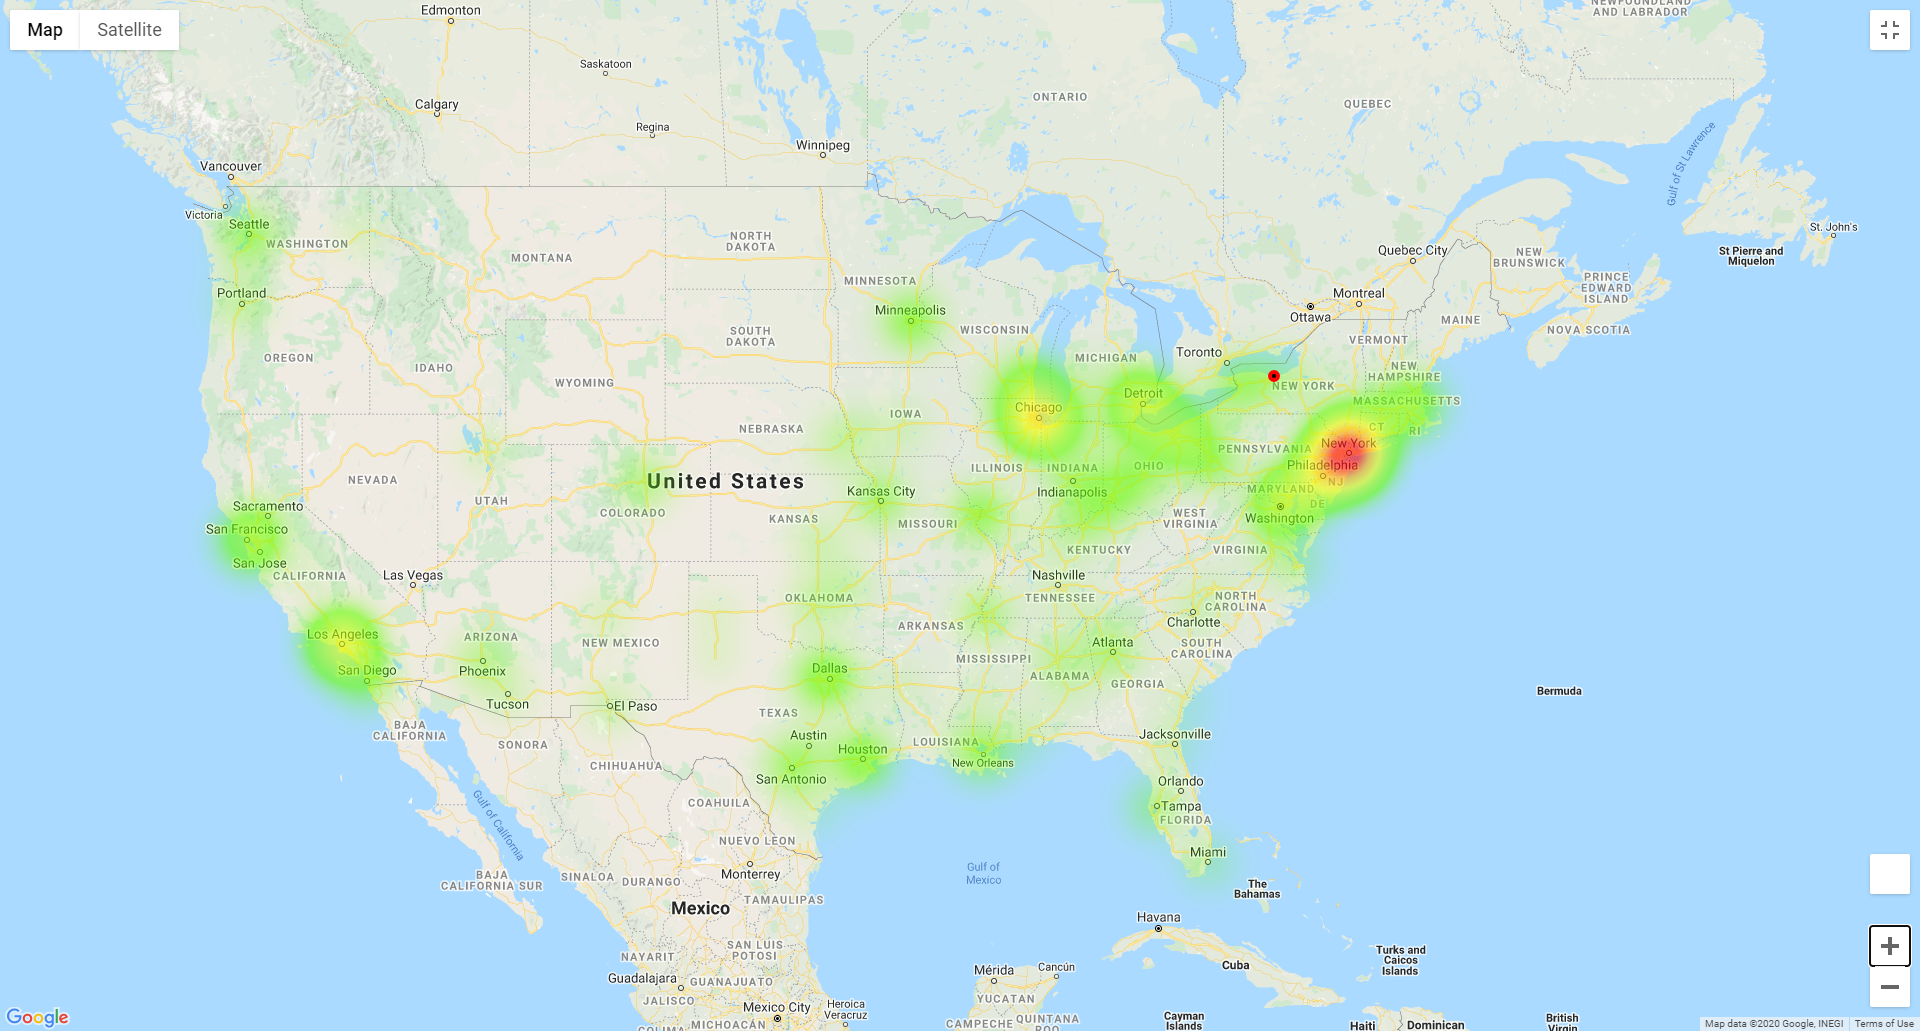 NEWFOUNDLAND
AND LABRADOR
Edmonton
Map
Satellite
Saskatoon
ONTARIO
QUEBEC
Calgary
Regina
Winnipeg
Gulf of St Lawrence
Vancouver
Victoria
Seattle
WASHINGTON
St. John's
NORTH
DAKOTA
Quebec City
NEW
BRUNSWICK
St Pierre and
Miquelon
MONTANA
MINNESOTA
PRINCE
EDWARD
ISLAND
Portland
Montreal
Minneapolis
Ottawa
MAINE
NOVA SCOTIA
SOUTH
DAKOTA
WISCONSIN
VERMONT
Toronto
MICHIGAN
OREGON
IDAHO
NEW
HAMPSHIRE
WYOMING
NEW YORK
Detroit
MASSACHUSETTS
Chicago
IOWA
NEBRASKA
CT
RI
New York
PENNSYLVANIA
Philadelphia
ILLINOIS
INDIANA
OHIO
United States
NEVADA
NJ
MARYLAND
Indianapolis
Kansas City
UTAH
DE
Sacramento
COLORADO
KANSAS
MISSOURI
WEST
VIRGINIA
Washington
San Francisco
KENTUCKY
VIRGINIA
San Jose
CALIFORNIA
Las Vegas
Nashville
OKLAHOMA
TENNESSEE
NORTH
CAROLINA
ARKANSAS
Charlotte
Los Angeles
ARIZONA
NEW MEXICO
Atlanta
SOUTH
CAROLINA
MISSISSIPPI
San Diego
Phoenix
Dallas
ALABAMA
GEORGIA
Bermuda
Tucson
El Paso
TEXAS
BAJA
CALIFORNIA
Austin
Jacksonville
SONORA
Houston
LOUISIANA
New Orleans
CHIHUAHUA
San Antonio
Orlando
Gulf of California
COAHUILA
Tampa
FLORIDA
NUEVO LEON
Miami
Gulf of
Mexico
BAJA
CALIFORNIA SUR
SINALOA
DURANGO
Monterrey
The
Bahamas
TAMAULIPAS
Mexico
Havana
SAN LUIS
POTOSI
NAYARIT
Turks and
Caicos
Islands
Cuba
Mérida
Cancún
Guadalajara
GUANAJUATO
JALISCO
YUCATAN
Mexico City
Heroica
Veracruz
Google
COLIMA
MICHOACÁN
CAMPECHE
QUINTANA
ROO
Cayman
Islands
Haiti
Dominican
British
Virgin
Map data ©2020 Google, INEGI
Terms of Use